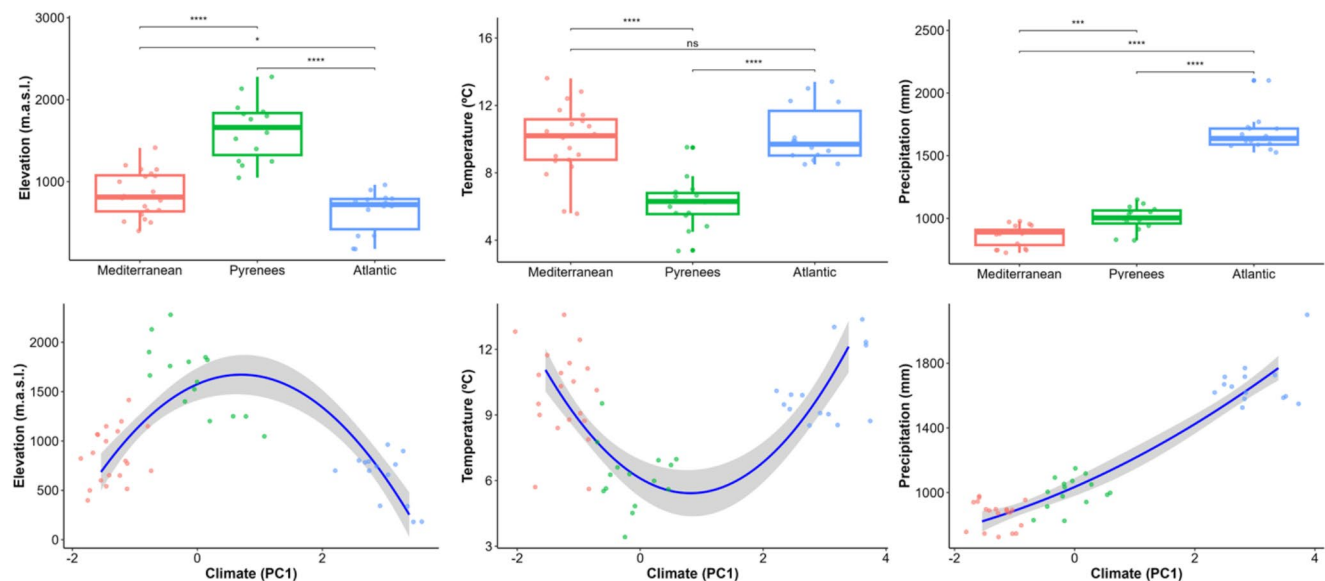 Elevation (m.a.s.l.)
3000
2000
1000
****
*
****
Mediterranean
Pyrenees
Atlantic
Temperature (ºC)
16
12
8
4
****
ns
****
Mediterranean
Pyrenees
Atlantic
Precipitation (mm)
2500
2000
1500
1000
***
****
****
Mediterranean
Pyrenees
Atlantic
Elevation (m.a.s.l.)
2000
1500
1000
500
0
-2
0
2
Climate (PC1)
Temperature (ºC)
12
9
6
3
-2
0
2
4
Climate (PC1)
Precipitation (mm)
1800
1400
1000
-2
0
2
4
Climate (PC1)